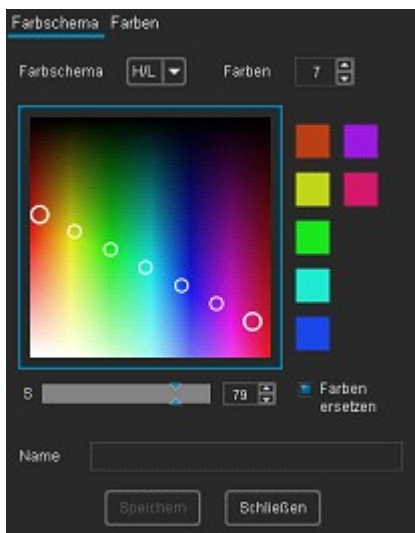 Farbschema Farben
Farbschema H/L Farben 7
S 79 Farben ersetzen
Name
Speichern Schließen